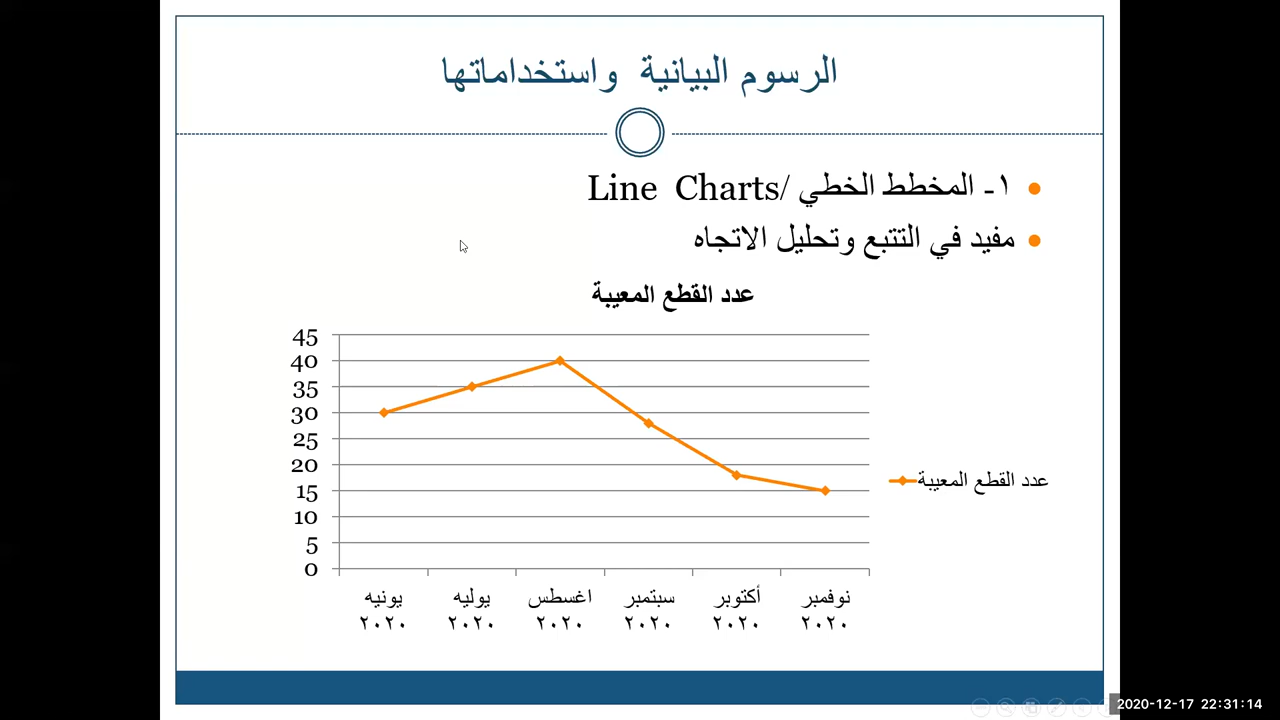 الرسوم البيانية واستخداماتها
١- المخطط الخطي /Line Charts
مفيد في التتبع وتحليل الاتجاه
عدد القطع المعيبة
45
40
35
30
25
20
15
10
5
0
عدد القطع المعيبة
يونيه ٢٠٢٠
يوليه ٢٠٢٠
اغسطس ٢٠٢٠
سبتمبر ٢٠٢٠
أكتوبر ٢٠٢٠
نوفمبر ٢٠٢٠
2020-12-17 22:31:14